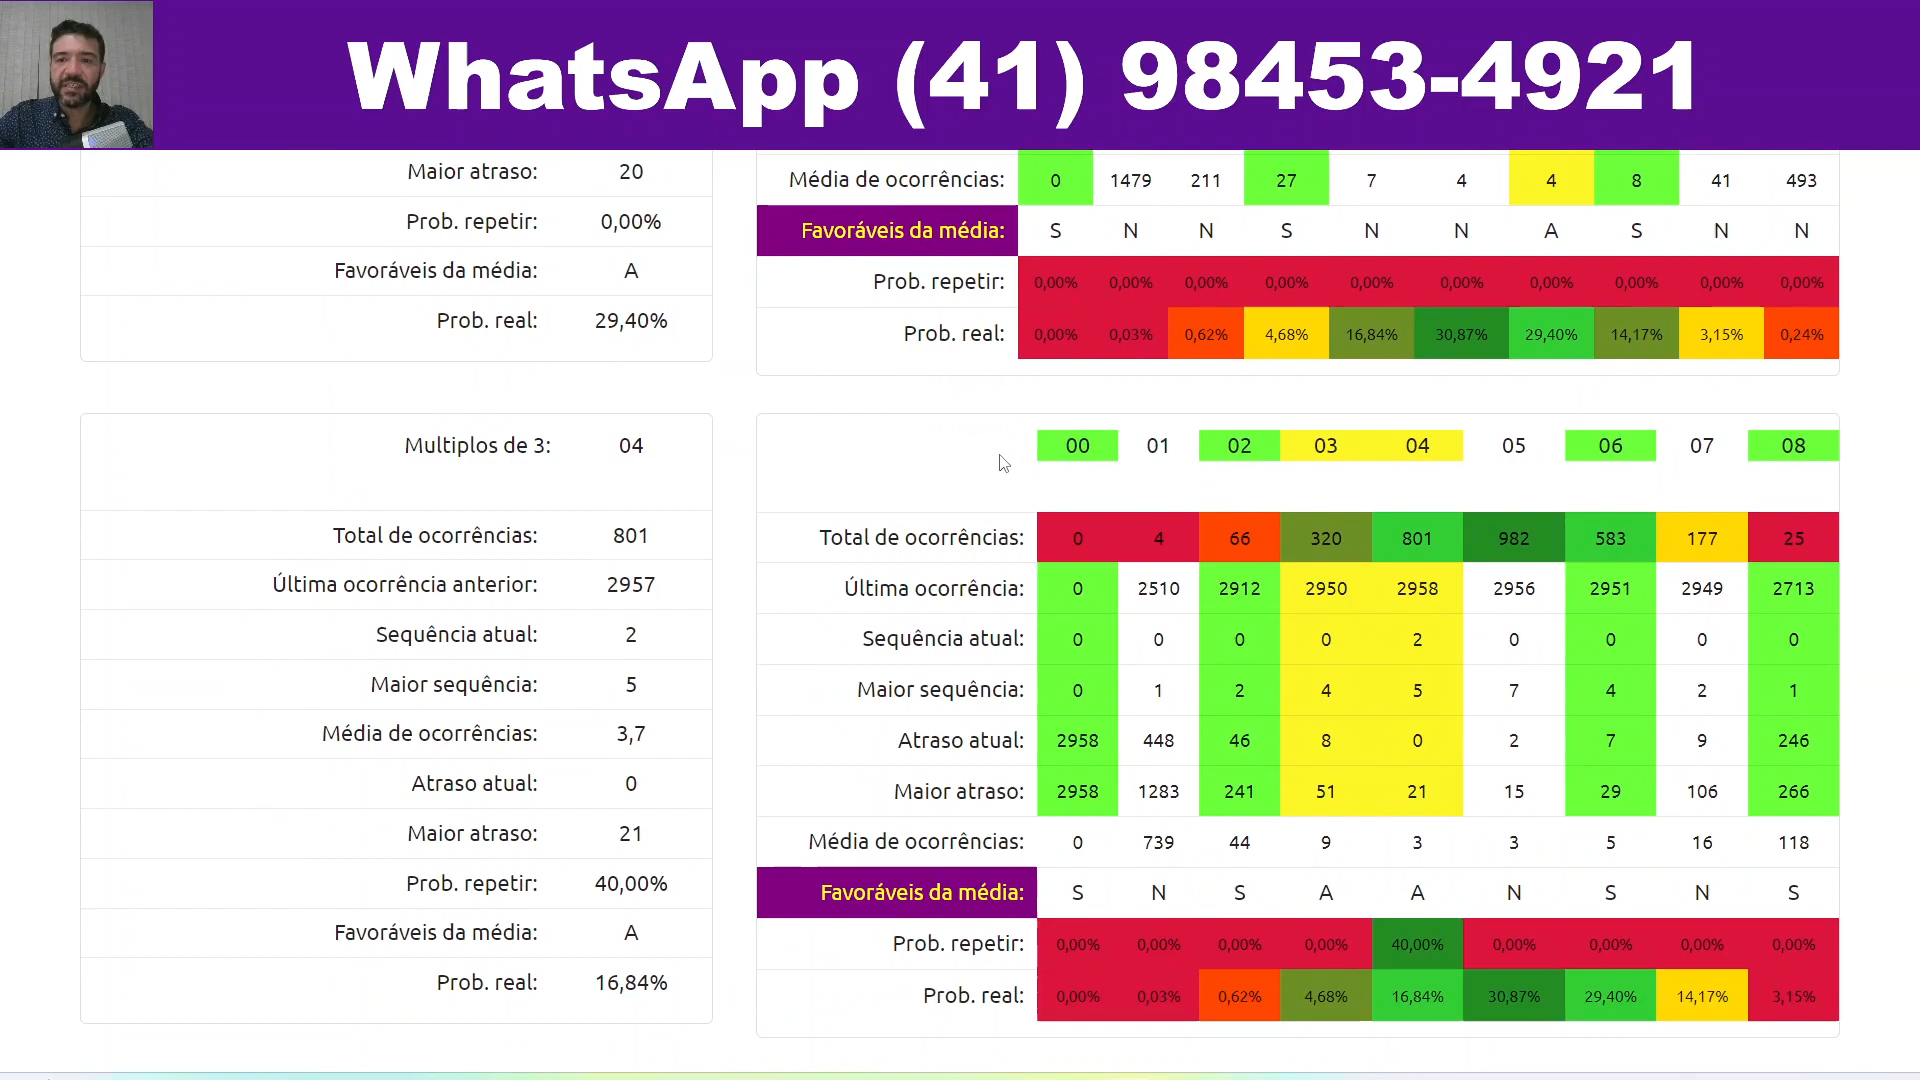 WhatsApp (41) 98453-4921
Maior atraso: 20
Prob. repetir: 0,00%
Favoráveis da média: A
Prob. real: 29,40%
Média de ocorrências: 0 1479 211 27 7 4 4 8 41 493
Favoráveis da média: S N N S N N A S N N
Prob. repetir: 0,00% 0,00% 0,00% 0,00% 0,00% 0,00% 0,00% 0,00% 0,00% 0,00%
Prob. real: 0,00% 0,03% 0,62% 4,68% 16,84% 30,87% 29,40% 14,17% 3,15% 0,24%
Multiplos de 3: 04
Total de ocorrências: 801
Última ocorrência anterior: 2957
Sequência atual: 2
Maior sequência: 5
Média de ocorrências: 3,7
Atraso atual: 0
Maior atraso: 21
Prob. repetir: 40,00%
Favoráveis da média: A
Prob. real: 16,84%
00 01 02 03 04 05 06 07 08
Total de ocorrências: 0 4 66 320 801 982 583 177 25
Última ocorrência: 0 2510 2912 2950 2958 2956 2951 2949 2713
Sequência atual: 0 0 0 0 2 0 0 0 0
Maior sequência: 0 1 2 4 5 7 4 2 1
Atraso atual: 2958 448 46 8 0 2 7 9 246
Maior atraso: 2958 1283 241 51 21 15 29 106 266
Média de ocorrências: 0 739 44 9 3 3 5 16 118
Favoráveis da média: S N S A A N S N S
Prob. repetir: 0,00% 0,00% 0,00% 0,00% 40,00% 0,00% 0,00% 0,00% 0,00%
Prob. real: 0,00% 0,03% 0,62% 4,68% 16,84% 30,87% 29,40% 14,17% 3,15%